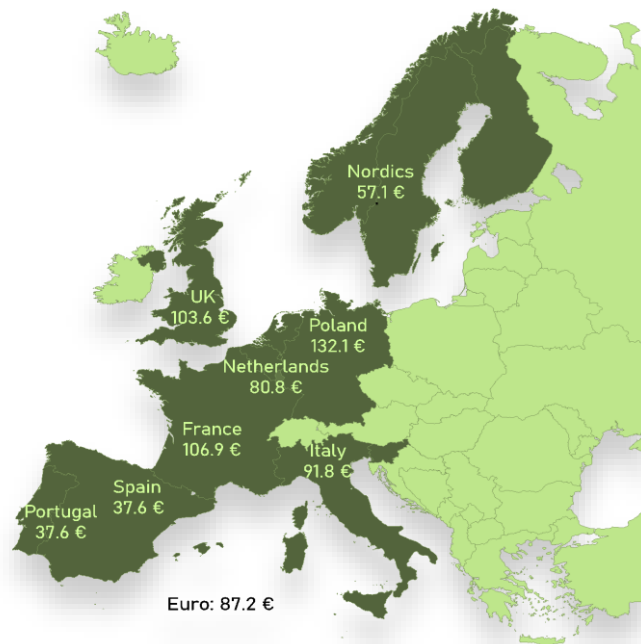 Nordics
57.1 €
UK
103.6 €
Poland
132.1 €
Netherlands
80.8 €
France
106.9 €
Italy
91.8 €
Spain
37.6 €
Portugal
37.6 €
Euro: 87.2 €